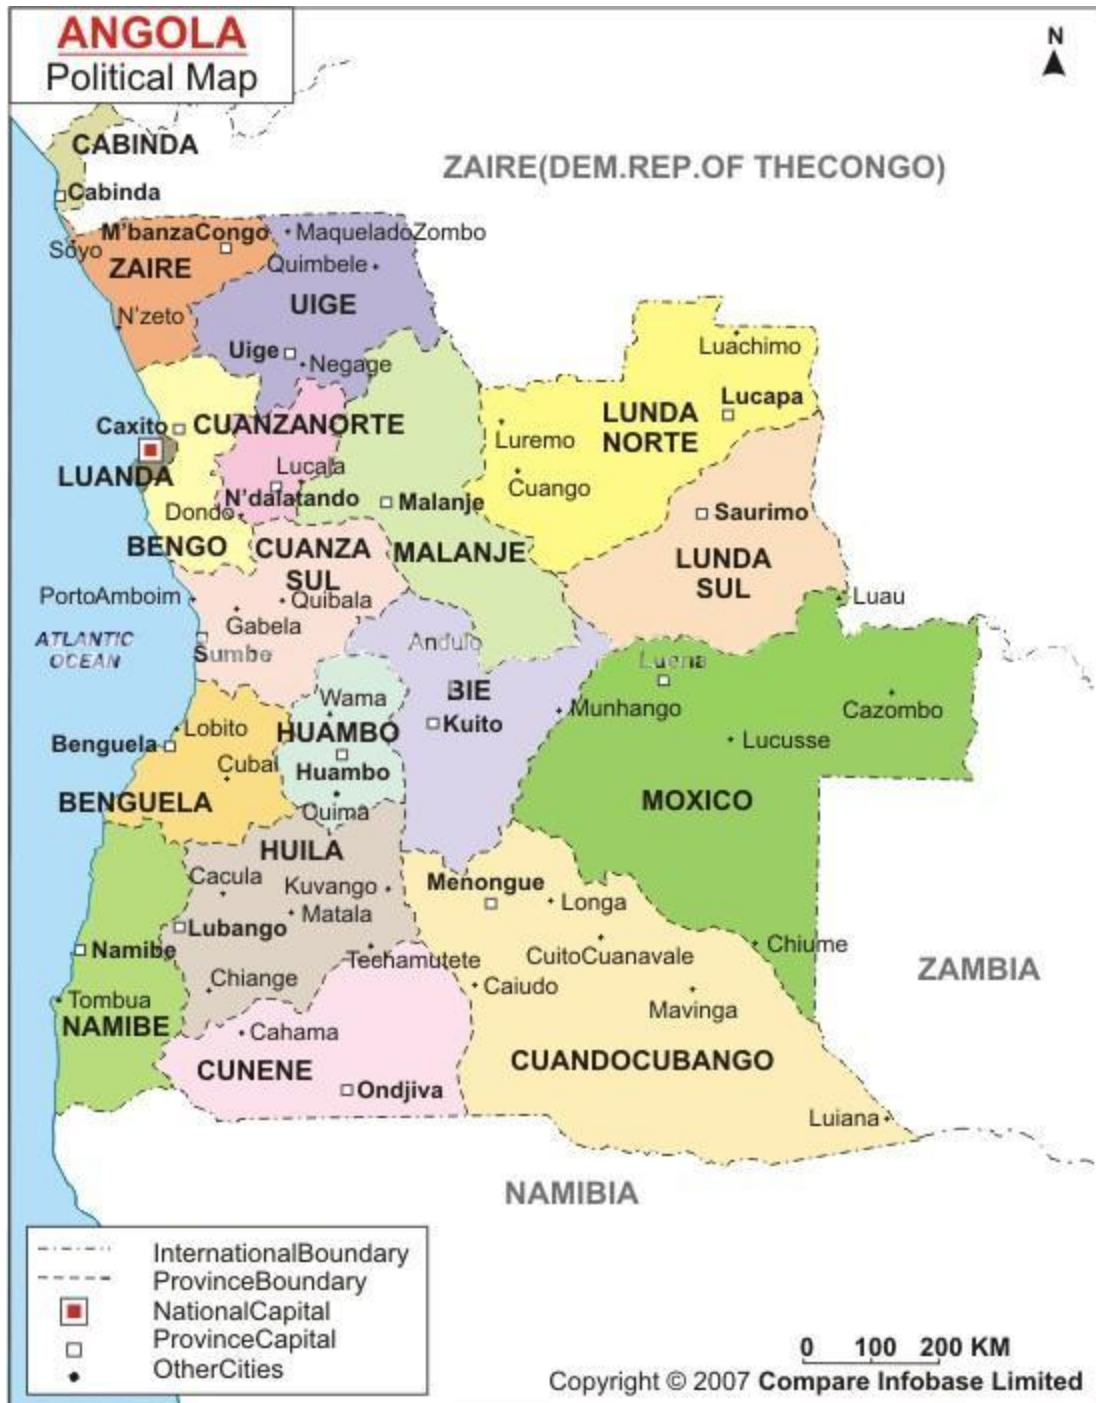 ANGOLA
Political Map
N
CABINDA
ZAIRE(DEM.REP.OF THECONGO)
Cabinda
M'banzaCongo
MaqueladoZombo
Soyo
ZAIRE
Quimbele
UIGE
N'zeto
Uige
Negage
Luachimo
Lucapa
Caxito
CUANZANORTE
LUNDA
NORTE
Luremo
LUANDA
Lucala
Cuango
N'dalatando
Malanje
Dondo
Saurimo
BENGO
CUANZA
SUL
MALANJE
LUNDA
SUL
PortoAmboim
Quibala
Luau
Gabela
ATLANTIC
OCEAN
Sumbe
Andulo
Luena
BIE
Wama
Munhango
Cazombo
Lobito
Benguela
HUAMBO
Kuito
Lucusse
Cubal
Huambo
BENGUELA
MOXICO
Cuima
HUILA
Cacula
Kuvango
Menongue
Longa
Matala
Lubango
Namibe
CuitoCuanavale
Chiume
Techamutete
ZAMBIA
Chiange
Caiudo
Tombua
Mavinga
NAMIBE
Cahama
CUNENE
CUANDOCUBANGO
Ondjiva
Luiana
NAMIBIA
InternationalBoundary
ProvinceBoundary
NationalCapital
ProvinceCapital
OtherCities
0 100 200 KM
Copyright © 2007 Compare Infobase Limited